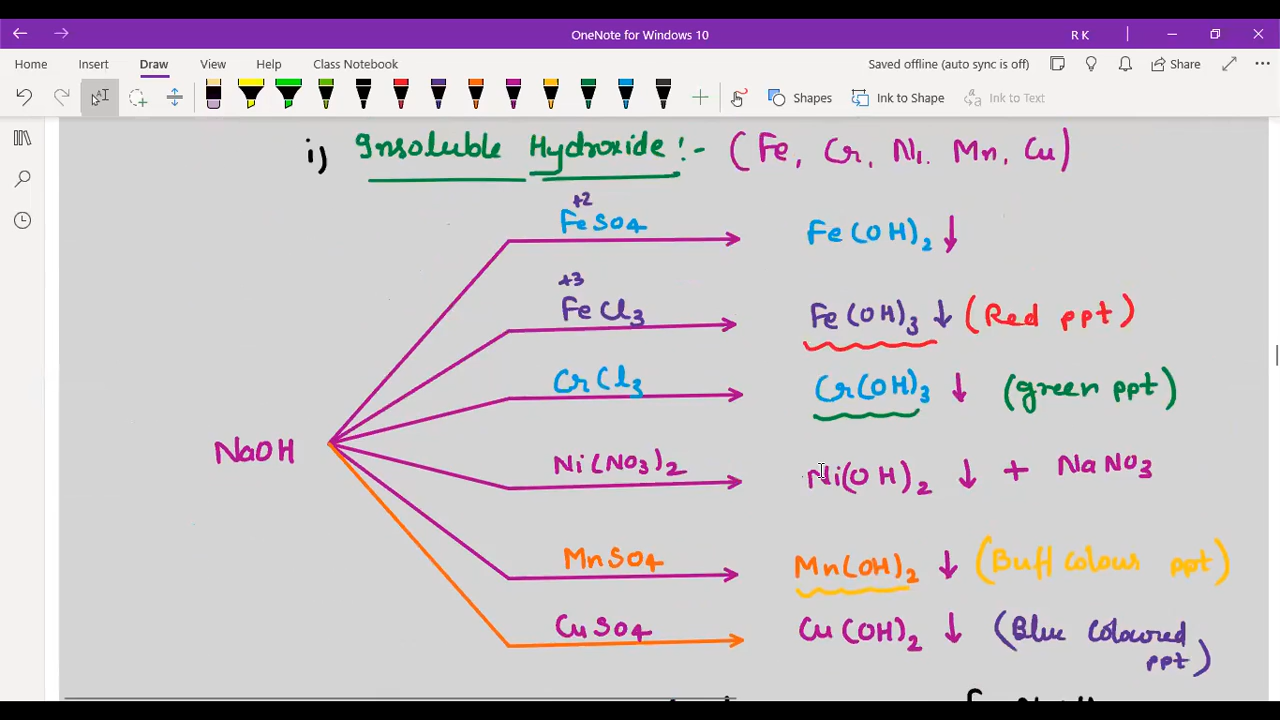 OneNote for Windows 10
R K
Home Insert Draw View Help Class Notebook
Saved offline (auto sync is off)
Share
Shapes
Ink to Shape
Ink to Text
i) Insoluble Hydroxide :- (Fe, Cr, Ni. Mn, Cu)
+2
FeSO4 Fe(OH)2 ↓
+3
FeCl3 Fe(OH)3 ↓ (Red ppt)
CrCl3 Cr(OH)3 ↓ (green ppt)
NaOH
Ni(NO3)2 Ni(OH)2 ↓ + NaNO3
MnSO4 Mn(OH)2 ↓ (Buff colour ppt)
CuSO4 Cu(OH)2 ↓ (Blue Coloured
ppt)